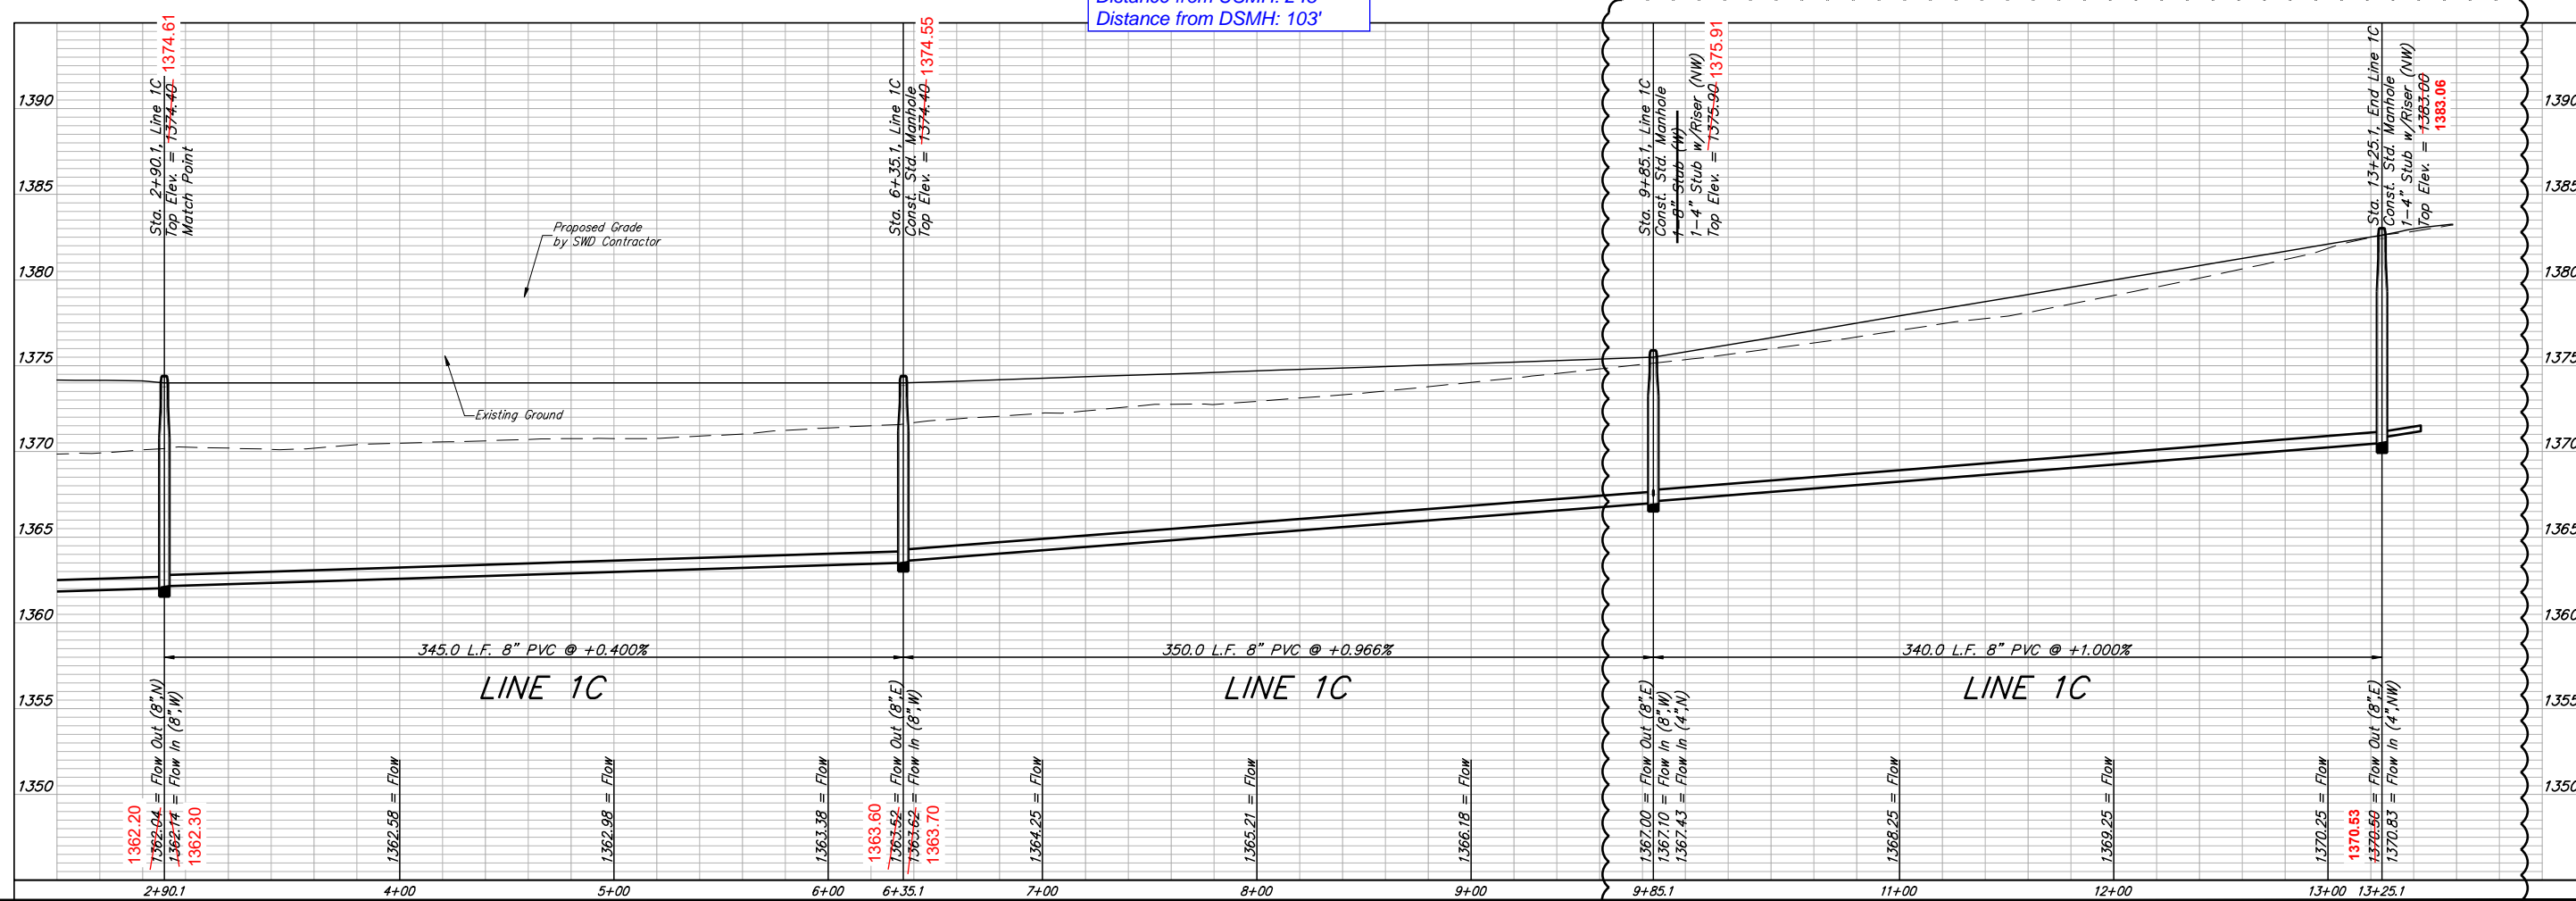 Distance from DSMH: 103'
1390
1385
1380
1375
1370
1365
1360
1355
1350
Sta. 2+90.1, Line 1C
Top Elev. = 1374.40 1374.61
Match Point
Proposed Grade
by SWD Contractor
Existing Ground
Sta. 6+35.1, Line 1C
Const. Std. Manhole
Top Elev. = 1374.40 1374.55
Sta. 9+85.1, Line 1C
Const. Std. Manhole
1-8" Stub (W)
1-4" Stub w/Riser (NW)
Top Elev. = 1375.90 1375.91
Sta. 13+25.1, End Line 1C
Const. Std. Manhole
1-4" Stub w/Riser (NW)
Top Elev. = 1383.00
1383.06
1390
1385
1380
1375
1370
1365
1360
1355
1350
345.0 L.F. 8" PVC @ +0.400%
350.0 L.F. 8" PVC @ +0.966%
340.0 L.F. 8" PVC @ +1.000%
LINE 1C
LINE 1C
LINE 1C
1362.20
1362.04 = Flow Out (8",N)
1362.14 = Flow In (8",W)
1362.30
1362.58 = Flow
1362.98 = Flow
1363.38 = Flow
1363.60
1363.52 = Flow Out (8",E)
1363.62 = Flow In (8",W)
1363.70
1364.25 = Flow
1365.21 = Flow
1366.18 = Flow
1367.00 = Flow Out (8",E)
1367.10 = Flow In (8",W)
1367.43 = Flow In (4",N)
1368.25 = Flow
1369.25 = Flow
1370.25 = Flow
1370.53
1370.50 = Flow Out (8",E)
1370.83 = Flow In (4",NW)
2+90.1
4+00
5+00
6+00
6+35.1
7+00
8+00
9+00
9+85.1
11+00
12+00
13+00
13+25.1